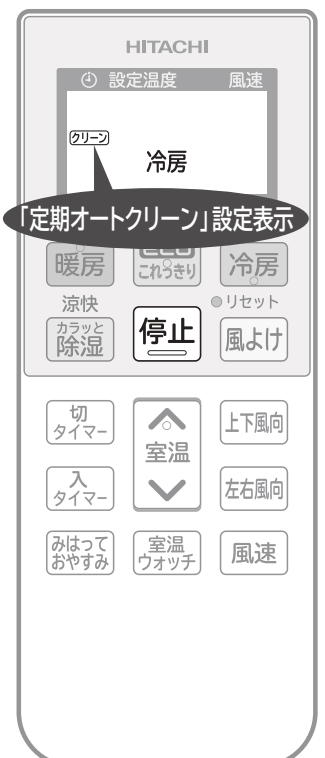 HITACHI
設定温度 風速
クリーン
冷房
「定期オートクリーン」設定表示
暖房 これっきり 冷房
涼快 リセット
カラッと
除湿 停止 風よけ
切
タイマー
室温
上下風向
入
タイマー
左右風向
みはって
おやすみ
室温
ウォッチ
風速